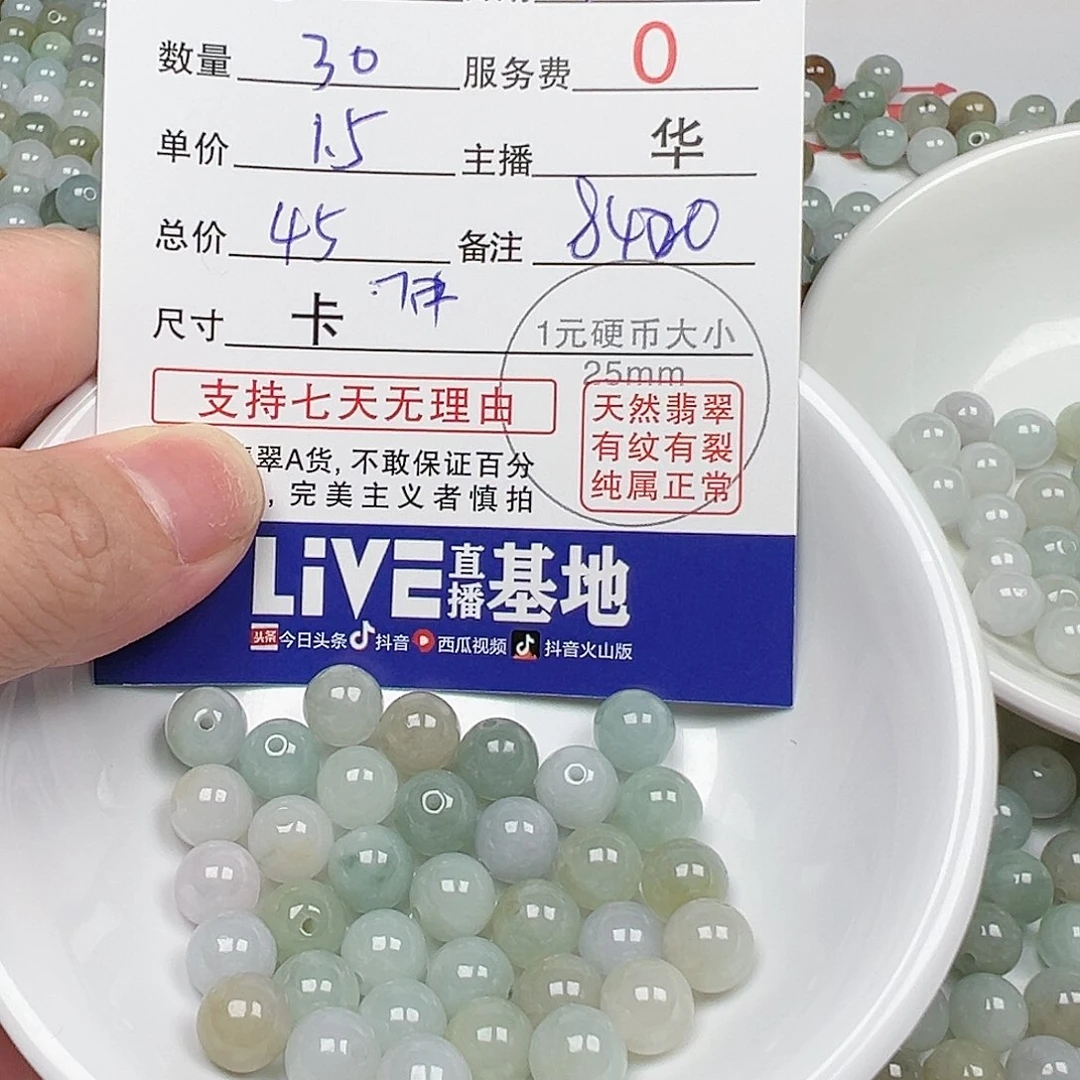 数量 30 服务费 0
单价 1.5 主播 华
总价 45 备注
尺寸 卡
1元硬币大小
25mm
支持七天无理由
天然翡翠
有纹有裂
纯属正常
翠A货,不敢保证百分
,完美主义者慎拍
LiVE直播基地
头条 今日头条 抖音 西瓜视频 抖音火山版